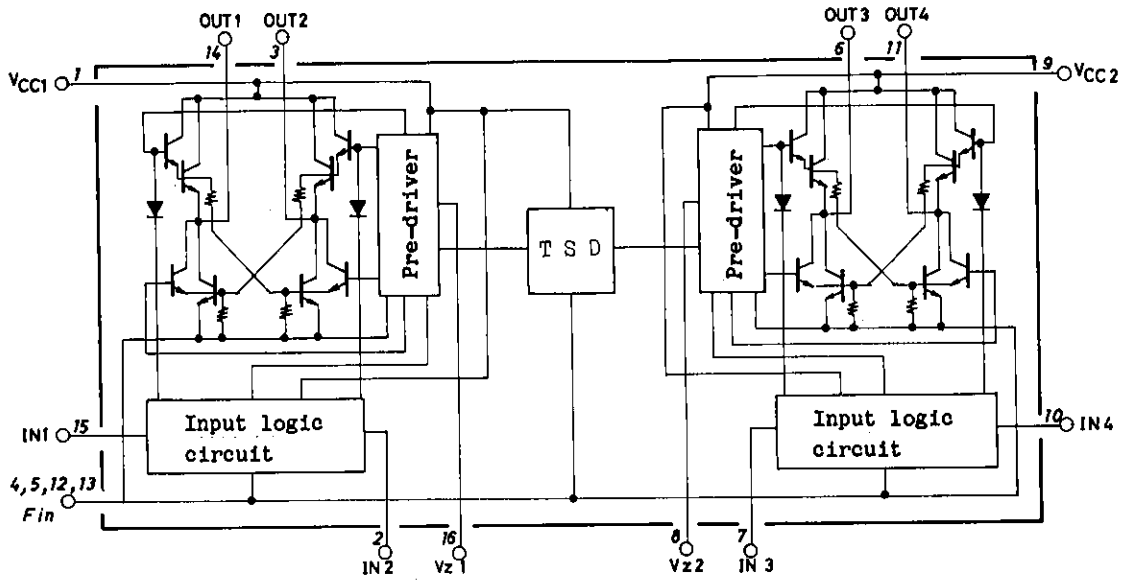 OUT1 OUT2 OUT3 OUT4
14 3 6 11
VCC1 1 9 VCC2
Pre-driver TSD Pre-driver
Input logic circuit
Input logic circuit
IN1 15 10 IN4
4,5,12,13
Fin
2 16 8 7
IN2 Vz1 Vz2 IN3